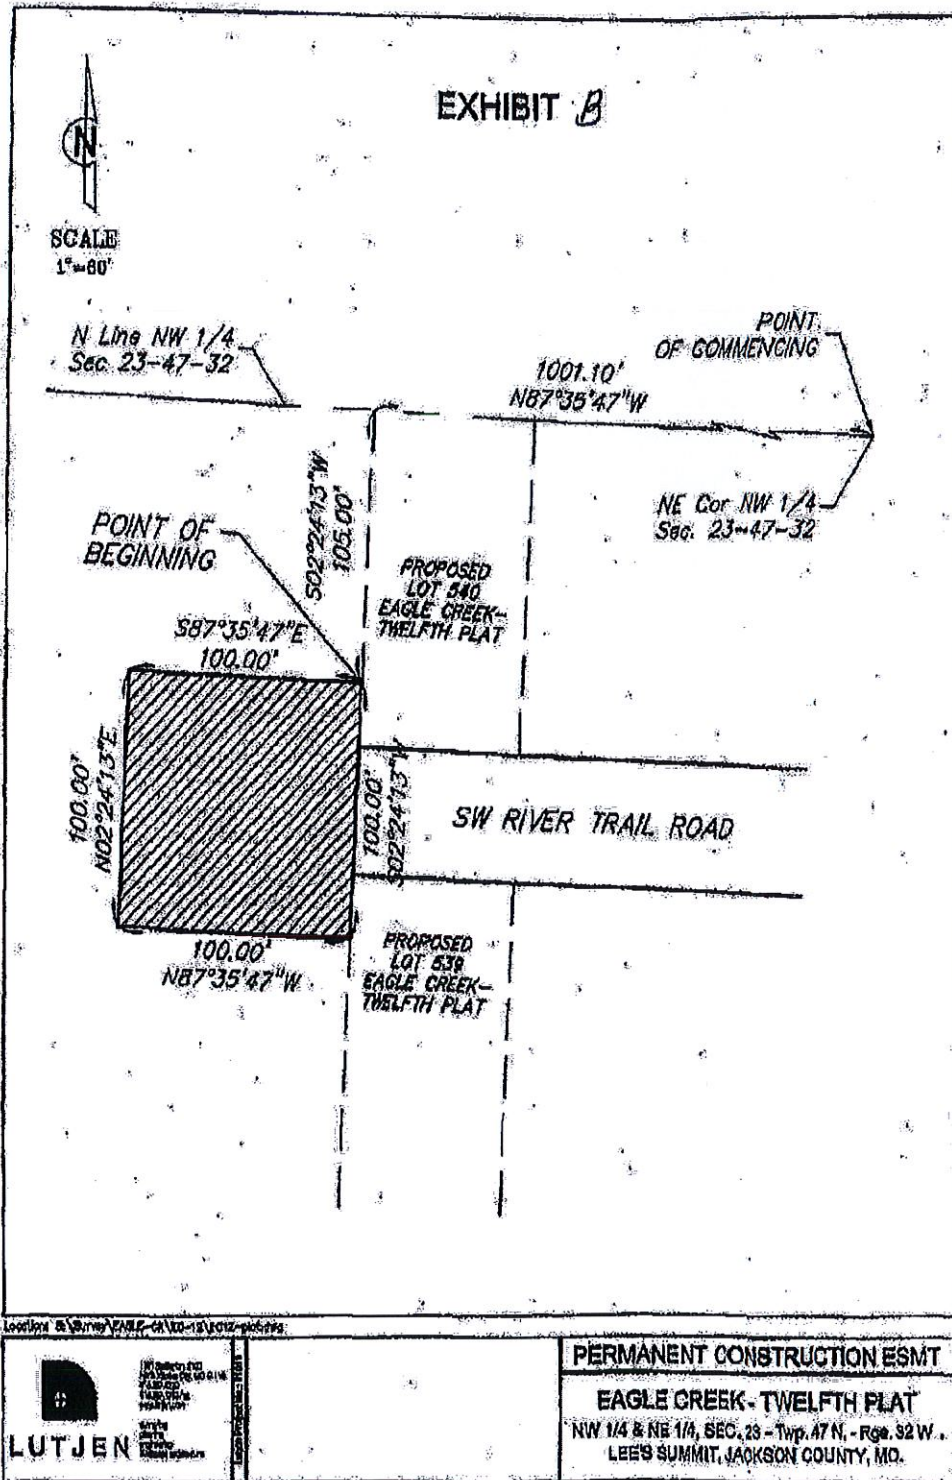 EXHIBIT B
N
SCALE
N Line NW 1/4
Sec. 23-47-32
POINT
OF COMMENCING
1001.10'
N87°35'47"W
NE Cor NW 1/4
Sec. 23-47-32
S02°24'13"W
105.00'
POINT OF
BEGINNING
PROPOSED
LOT 540
EAGLE CREEK-
TWELFTH PLAT
S87°35'47"E
100.00'
100.00'
N02°24'13"E
100.00'
S02°24'13"W
SW RIVER TRAIL ROAD
100.00'
N87°35'47"W
PROPOSED
LOT 539
EAGLE CREEK-
TWELFTH PLAT
LUTJEN
PERMANENT CONSTRUCTION ESMT
EAGLE CREEK - TWELFTH PLAT
NW 1/4 & NE 1/4, SEC. 23 - Twp. 47 N. - Rge. 32 W.
LEE'S SUMMIT, JACKSON COUNTY, MO.